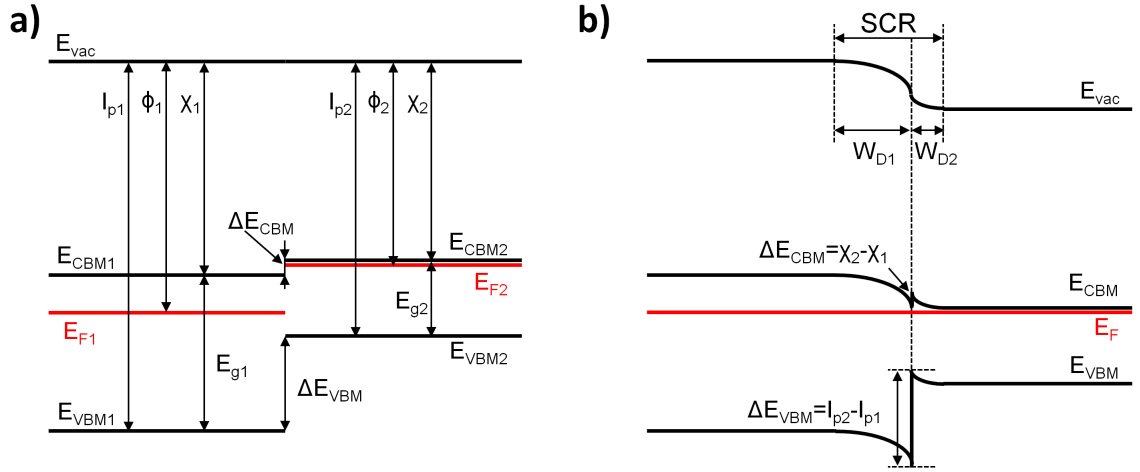 a)
E_vac
I_p1 ϕ_1 χ_1 I_p2 ϕ_2 χ_2
ΔE_CBM
E_CBM1 E_CBM2
E_F2
E_F1
E_g1 E_g2
E_VBM2
ΔE_VBM
E_VBM1
b)
SCR
E_vac
W_D1 W_D2
ΔE_CBM=χ_2-χ_1
E_CBM
E_F
E_VBM
ΔE_VBM=I_p2-I_p1